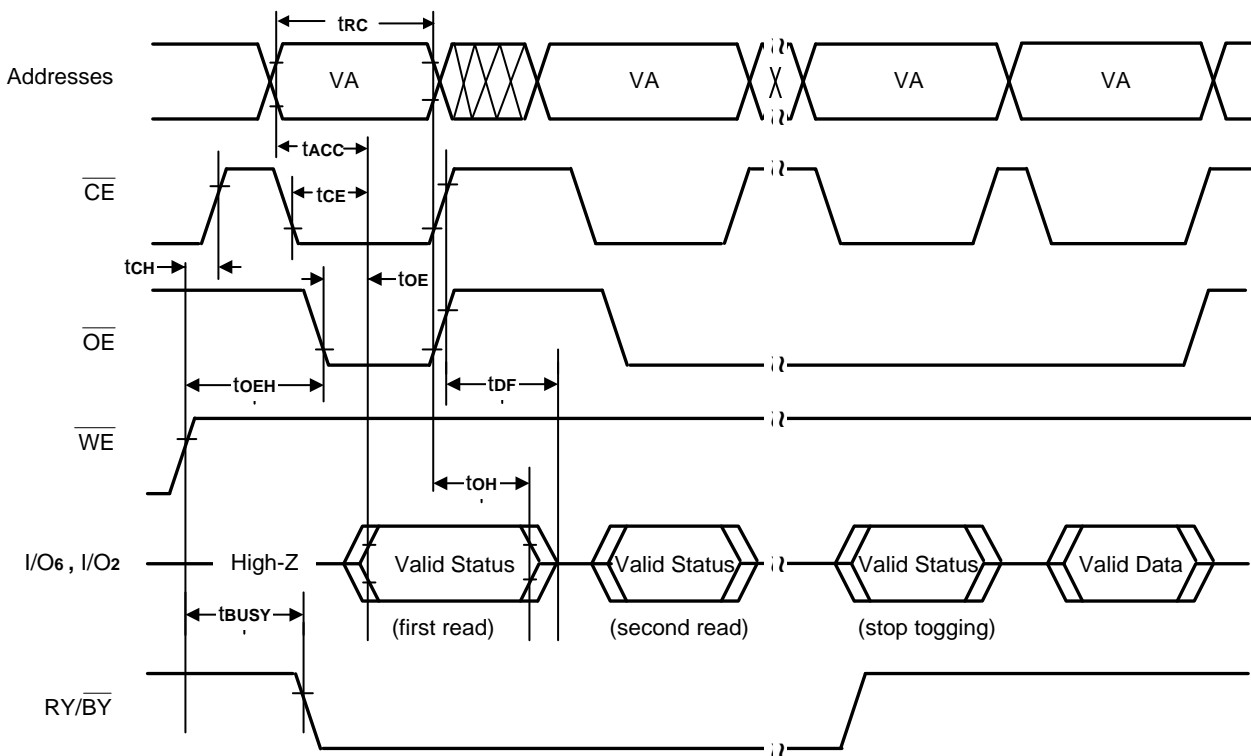 tRC
Addresses
VA
VA
VA
VA
tACC
CE
tCE
tCH
tOE
OE
tOEH
tDF
WE
tOH
I/O6 , I/O2
High-Z
Valid Status
Valid Status
Valid Status
Valid Data
tBUSY
(first read)
(second read)
(stop togging)
RY/BY